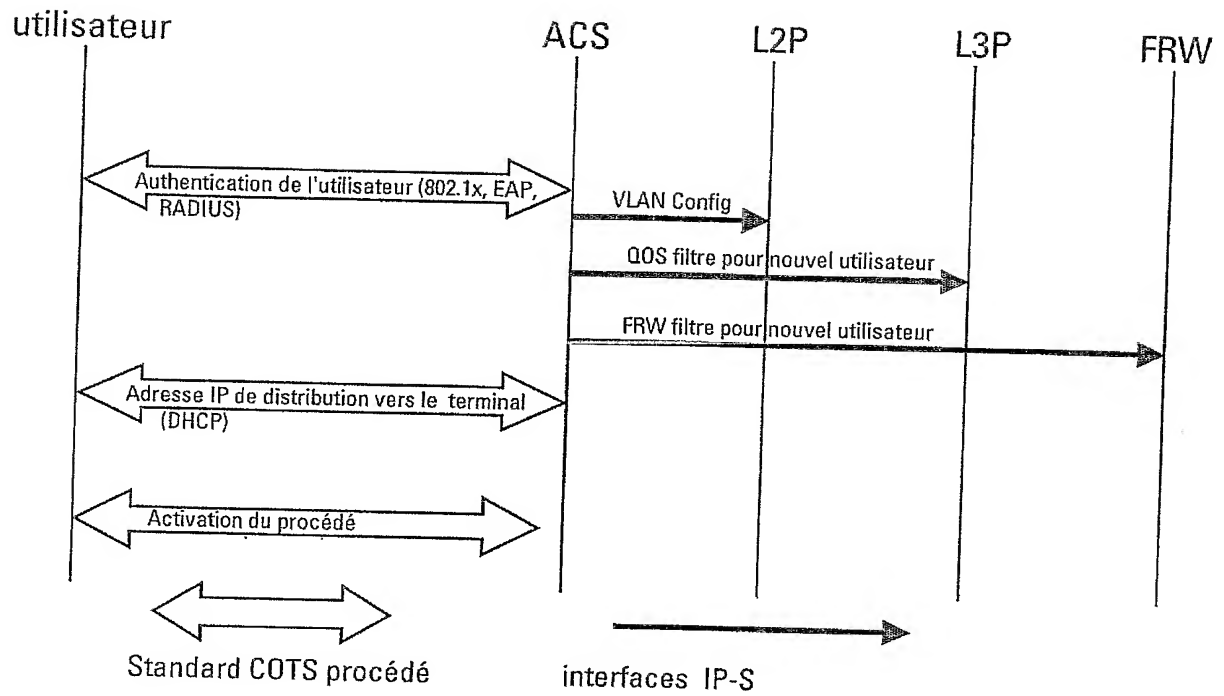 utilisateur
ACS
L2P
L3P
FRW
Authentication de l'utilisateur (802.1x, EAP,
RADIUS)
VLAN Config
QOS filtre pour nouvel utilisateur
FRW filtre pour nouvel utilisateur
Adresse IP de distribution vers le terminal
(DHCP)
Activation du procédé
Standard COTS procédé
interfaces IP-S